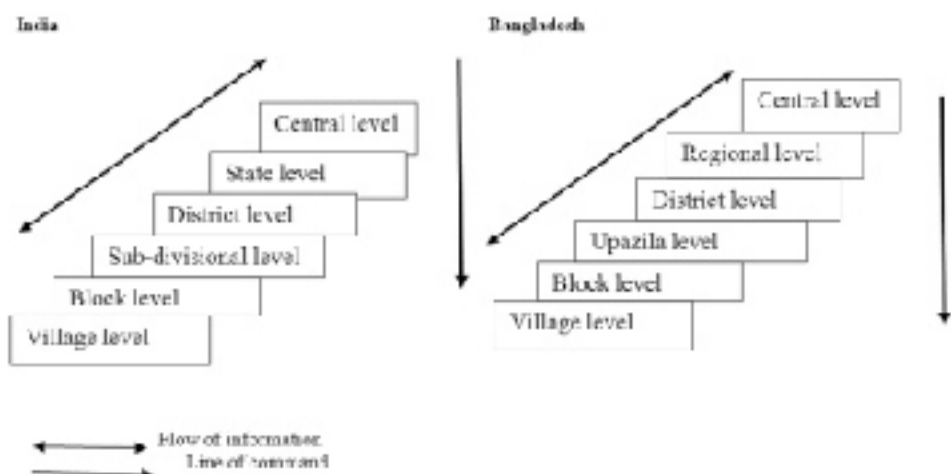 India
Central level
State level
District level
Sub-divisional level
Block level
Village level
Bangladesh
Central level
Regional level
District level
Upazila level
Block level
Village level
Flow of information
Line of command